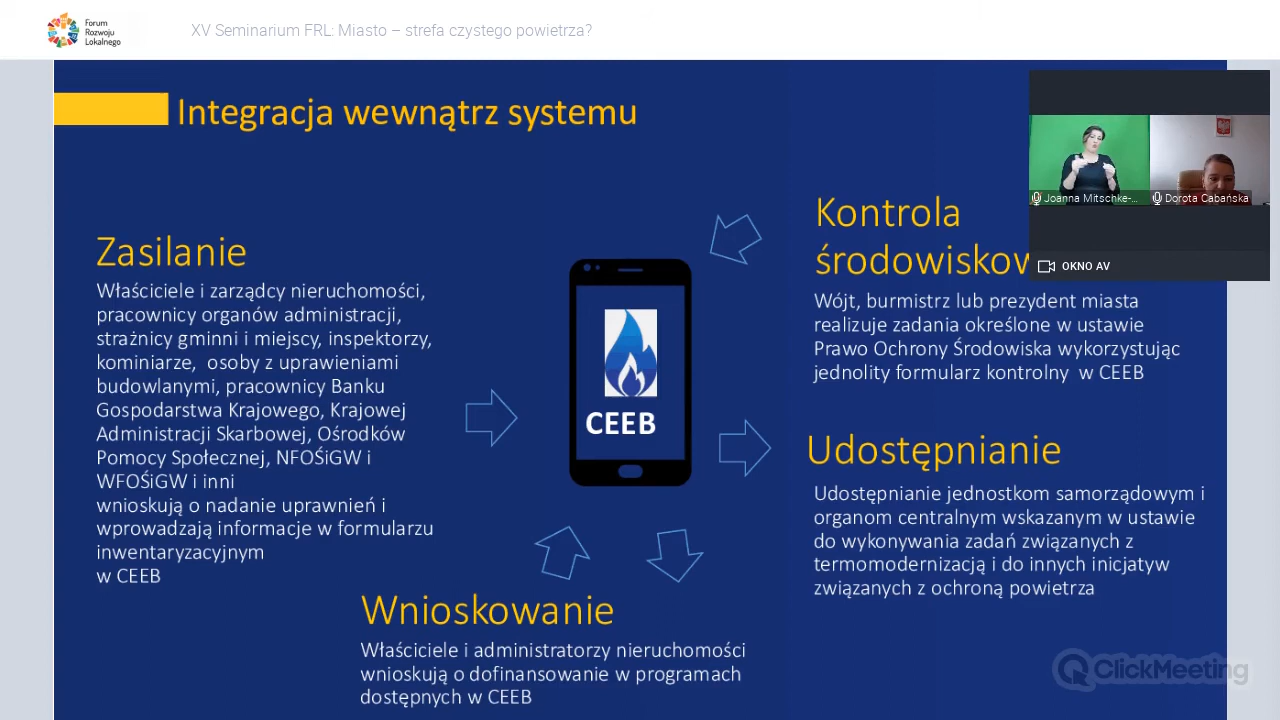 Forum
Rozwoju
Lokalnego
XV Seminarium FRL: Miasto – strefa czystego powietrza?
Integracja wewnątrz systemu
Zasilanie
Właściciele i zarządcy nieruchomości,
pracownicy organów administracji,
strażnicy gminni i miejscy, inspektorzy,
kominiarze, osoby z uprawieniami
budowlanymi, pracownicy Banku
Gospodarstwa Krajowego, Krajowej
Administracji Skarbowej, Ośrodków
Pomocy Społecznej, NFOŚiGW i
WFOŚiGW i inni
wnioskują o nadanie uprawnień i
wprowadzają informacje w formularzu
inwentaryzacyjnym
w CEEB
CEEB
Wnioskowanie
Właściciele i administratorzy nieruchomości
wnioskują o dofinansowanie w programach
dostępnych w CEEB
Kontrola
środowiskow
Wójt, burmistrz lub prezydent miasta
realizuje zadania określone w ustawie
Prawo Ochrony Środowiska wykorzystując
jednolity formularz kontrolny w CEEB
Udostępnianie
Udostępnianie jednostkom samorządowym i
organom centralnym wskazanym w ustawie
do wykonywania zadań związanych z
termomodernizacją i do innych inicjatyw
związanych z ochroną powietrza
Joanna Mitschke-...
Dorota Cabańska
OKNO AV
ClickMeeting